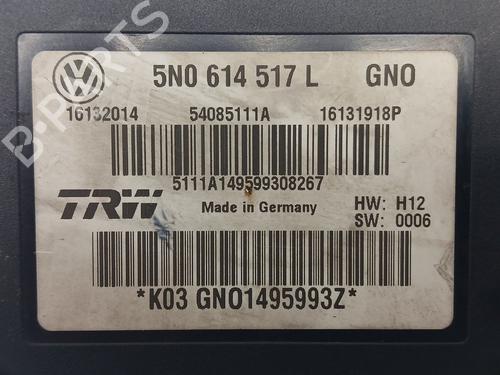 5N0 614 517 L GNO
16132014 54085111A 16131918P
5111A149599308267
TRW Made in Germany HW: H12
SW: 0006
*K03 GNO1495993Z*
B-PARTS